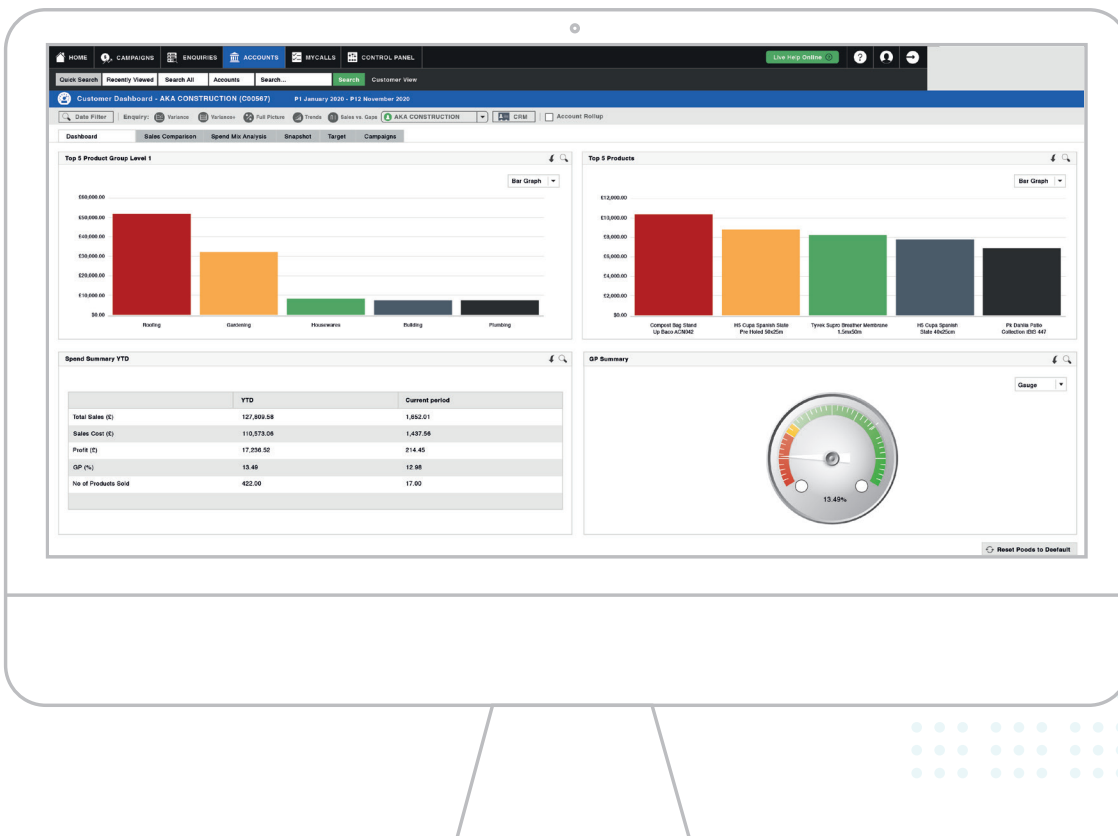 HOME CAMPAIGNS ENQUIRIES ACCOUNTS MYCALLS CONTROL PANEL Live Help Online ?
Quick Search Recently Viewed Search All Accounts Search... Search Customer View
Customer Dashboard - AKA CONSTRUCTION (C00567) P1 January 2020 - P12 November 2020
Date Filter Enquiry: Variance Variance+ Full Picture Trends Sales vs. Gaps AKA CONSTRUCTION CRM Account Rollup
Dashboard Sales Comparison Spend Mix Analysis Snapshot Target Campaigns
Top 5 Product Group Level 1
Bar Graph
£60,000.00
£50,000.00
£40,000.00
£30,000.00
£20,000.00
£10,000.00
$0.00
Roofing Gardening Housewares Building Plumbing
Top 5 Products
Bar Graph
£12,000.00
£10,000.00
£8,000.00
£6,000.00
£4,000.00
£2,000.00
$0.00
Compost Bag Stand
Up Baco ACN042
H5 Cupa Spanish Slate
Pre Holed 50x25m
Tyvek Supro Breather Membrane
1.5mx50m
H5 Cupa Spanish
Slate 40x25cm
Pk Dahlia Patio
Collection
Spend Summary YTD
YTD Current period
Total Sales (£) 127,809.58 1,652.01
Sales Cost (£) 110,573.06 1,437.56
Profit (£) 17,236.52 214.45
GP (%) 13.49 12.98
No of Products Sold 422.00 17.00
GP Summary
Gauge
13.49%
Reset Poods to Deefault